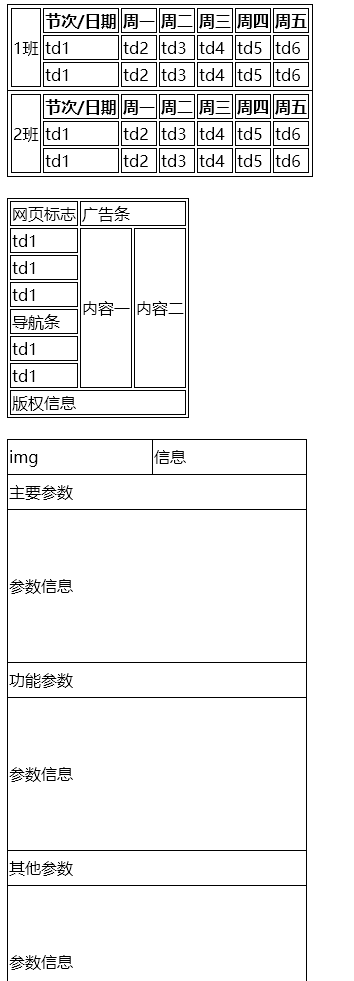 节次/日期 周一 周二 周三 周四 周五
1班 td1 td2 td3 td4 td5 td6
td1 td2 td3 td4 td5 td6
节次/日期 周一 周二 周三 周四 周五
2班 td1 td2 td3 td4 td5 td6
td1 td2 td3 td4 td5 td6
网页标志 广告条
td1
td1
td1
内容一 内容二
导航条
td1
td1
版权信息
img 信息
主要参数
参数信息
功能参数
参数信息
其他参数
参数信息